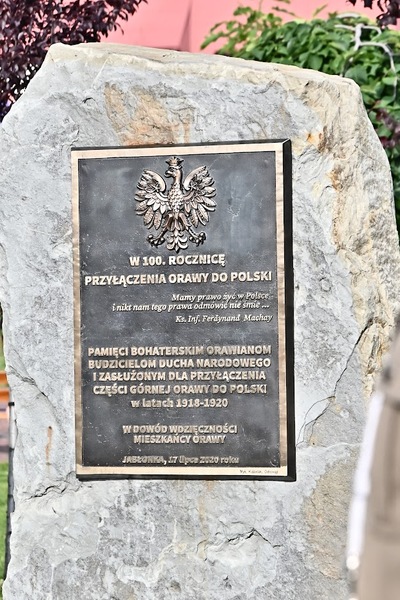 W 100. ROCZNICĘ
PRZYŁĄCZENIA ORAWY DO POLSKI
Mamy prawo żyć w Polsce,
i nikt nam tego prawa odmówić nie śmie ...
Ks. Inf. Ferdynand Machay
PAMIĘCI BOHATERSKIM ORAWIANOM
BUDZICIELOM DUCHA NARODOWEGO
I ZASŁUŻONYM DLA PRZYŁĄCZENIA
CZĘŚCI GÓRNEJ ORAWY DO POLSKI
w latach 1918-1920
W DOWÓD WDZIĘCZNOŚCI
MIESZKAŃCY ORAWY
JABŁONKA, 17 lipca 2020 roku